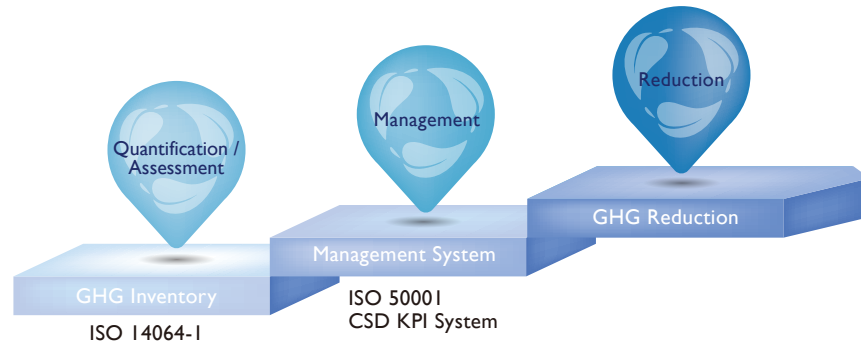 Quantification /
Assessment
Management
Reduction
GHG Inventory
Management System
GHG Reduction
ISO 14064-1
ISO 50001
CSD KPI System